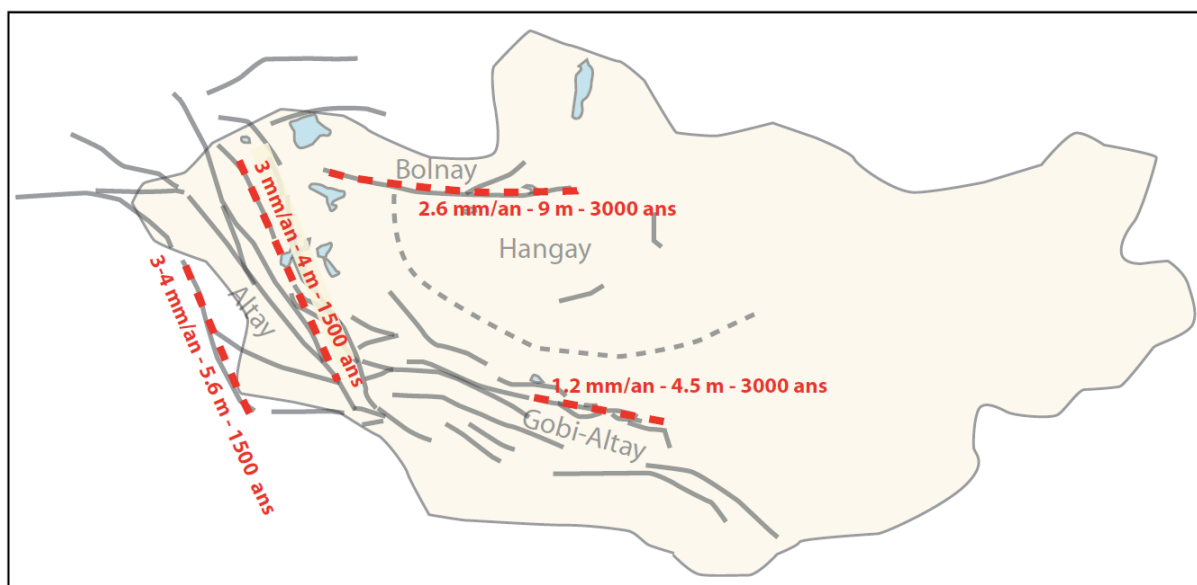 Bolnay
2.6 mm/an - 9 m - 3000 ans
Hangay
3 mm/an - 4 m - 1500 ans
Altay
3-4 mm/an - 5.6 m - 1500 ans
1.2 mm/an - 4.5 m - 3000 ans
Gobi-Altay